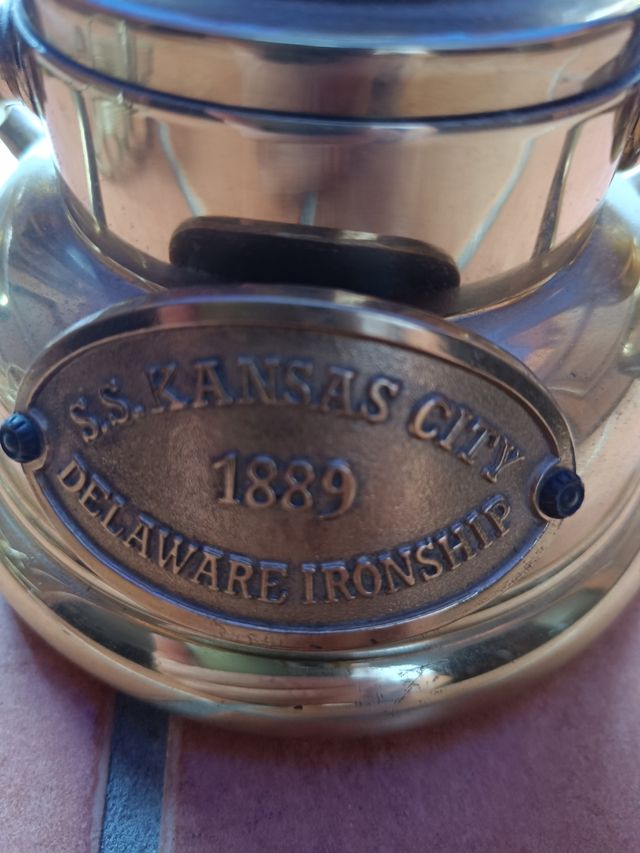 S.S. KANSAS CITY
1889
DELAWARE IRONSHIP